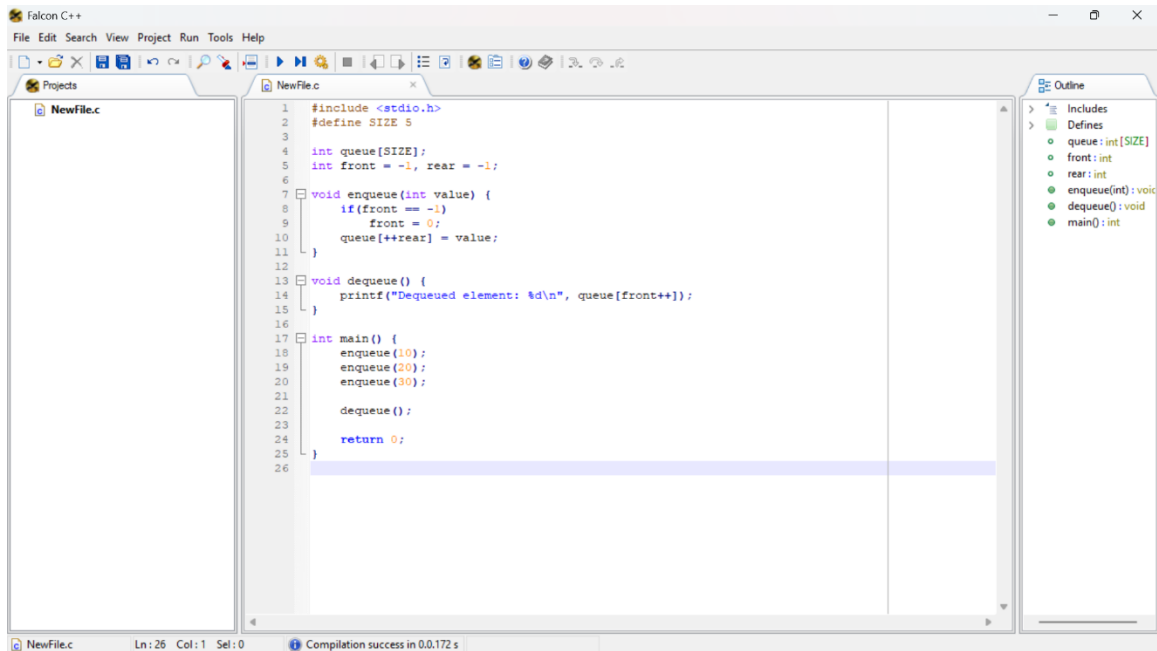 Falcon C++
File Edit Search View Project Run Tools Help
Projects
NewFile.c
NewFile.c
1 #include <stdio.h>
2 #define SIZE 5
3
4 int queue[SIZE];
5 int front = -1, rear = -1;
6
7 void enqueue(int value) {
8     if(front == -1)
9         front = 0;
10     queue[++rear] = value;
11 }
12
13 void dequeue() {
14     printf("Dequeued element: %d\n", queue[front++]);
15 }
16
17 int main() {
18     enqueue(10);
19     enqueue(20);
20     enqueue(30);
21
22     dequeue();
23
24     return 0;
25 }
26
Outline
Includes
Defines
queue : int [SIZE]
front : int
rear : int
enqueue(int) : void
dequeue() : void
main() : int
NewFile.c Ln : 26 Col : 1 Sel : 0 Compilation success in 0.0.172 s